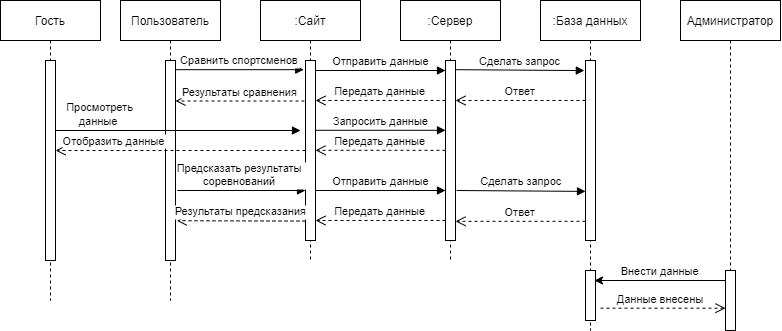 Гость
Пользователь
:Сайт
:Сервер
:База данных
Администратор
Сравнить спортсменов
Отправить данные
Сделать запрос
Результаты сравнения
Передать данные
Ответ
Просмотреть
данные
Запросить данные
Отобразить данные
Передать данные
Предсказать результаты
соревнований
Отправить данные
Сделать запрос
Результаты предсказания
Передать данные
Ответ
Внести данные
Данные внесены